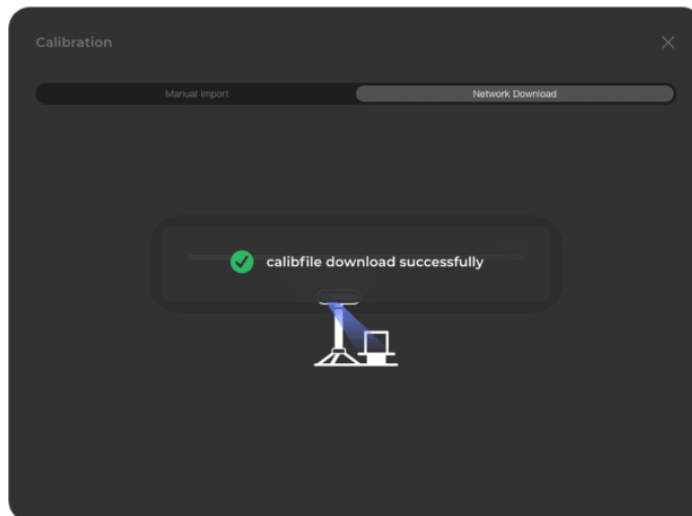 Calibration
Manual Import
Network Download
calibfile download successfully